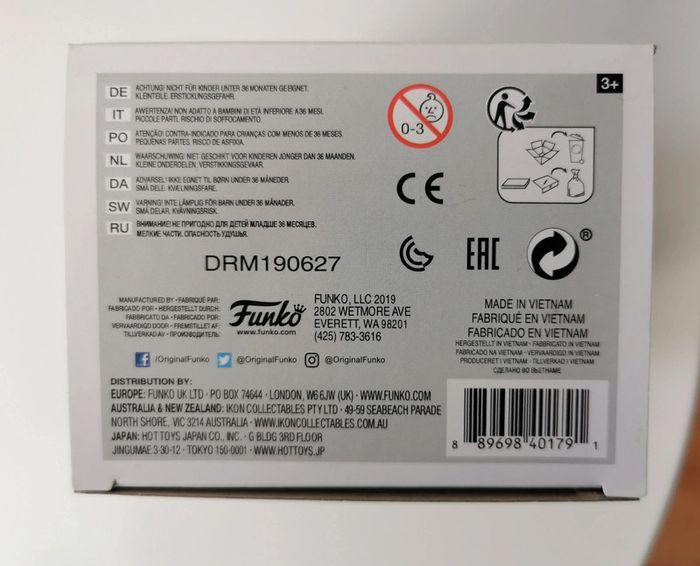 3+
DE ACHTUNG! NICHT FÜR KINDER UNTER 36 MONATEN GEEIGNET.
KLEINTEILE. ERSTICKUNGSGEFAHR.
IT AWERTENZA! NON ADATTO A BAMBINI DI ETÀ INFERIORE A 36 MESI.
PICCOLE PARTI. RISCHIO DI SOFFOCAMENTO.
PO ATENÇÃO! CONTRA-INDICADO PARA CRIANÇAS COM MENOS DE 36 MESES.
PEQUENAS PARTES. RISCO DE ASFIXIA.
NL WAARSCHUWING! NIET GESCHIKT VOOR KINDEREN JONGER DAN 36 MAANDEN.
KLEINE ONDERDELEN, VERSTIKKINGSGEVAAR.
DA ADVARSEL! IKKE EGNET TIL BØRN UNDER 36 MÅNEDER.
SMÅ DELE. KVÆLNINGSFARE.
SW VARNING! INTE LÄMPLIG FÖR BARN UNDER 36 MÅNADER.
SMÅ DELAR. KVÄVNINGSRISK.
RU ВНИМАНИЕ! НЕ ПРИГОДНО ДЛЯ ДЕТЕЙ МЛАДШЕ 36 МЕСЯЦЕВ.
МЕЛКИЕ ЧАСТИ. ОПАСНОСТЬ УДУШЬЯ.
0-3
CE
EAC
®
DRM190627
MANUFACTURED BY • FABRIQUÉ PAR:
FABRICADO POR • HERGESTELLT DURCH:
FABBRICATO DA • FABRICADO POR:
VERVAARDIGD DOOR • FREMSTILLET AF:
TILLVERKAD AV • ПРОИЗВОДИТЕЛЬ:
Funko
www.funko.com
FUNKO, LLC 2019
2802 WETMORE AVE
EVERETT, WA 98201
(425) 783-3616
/OriginalFunko @OriginalFunko @OriginalFunko
MADE IN VIETNAM
FABRIQUÉ EN VIETNAM
FABRICADO EN VIETNAM
HERGESTELLT IN VIETNAM • FABBRICATO IN VIETNAM
FABRICADO NA VIETNAM • VERVAARDIGD IN VIETNAM
PRODUCERET I VIETNAM • TILLVERKAD I VIETNAM
СДЕЛАНО ВО ВЬЕТНАМЕ
DISTRIBUTION BY:
EUROPE: FUNKO UK LTD • PO BOX 74644 • LONDON, W6 6JW (UK) • WWW.FUNKO.COM
AUSTRALIA & NEW ZEALAND: IKON COLLECTABLES PTY LTD • 49-59 SEABEACH PARADE
NORTH SHORE, VIC 3214 AUSTRALIA • WWW.IKONCOLLECTABLES.COM.AU
JAPAN: HOT TOYS JAPAN CO., INC. • G BLDG 3RD FLOOR
JINGUMAE 3-30-12 • TOKYO 150-0001 • WWW.HOTTOYS.JP
8 89698 40179 1